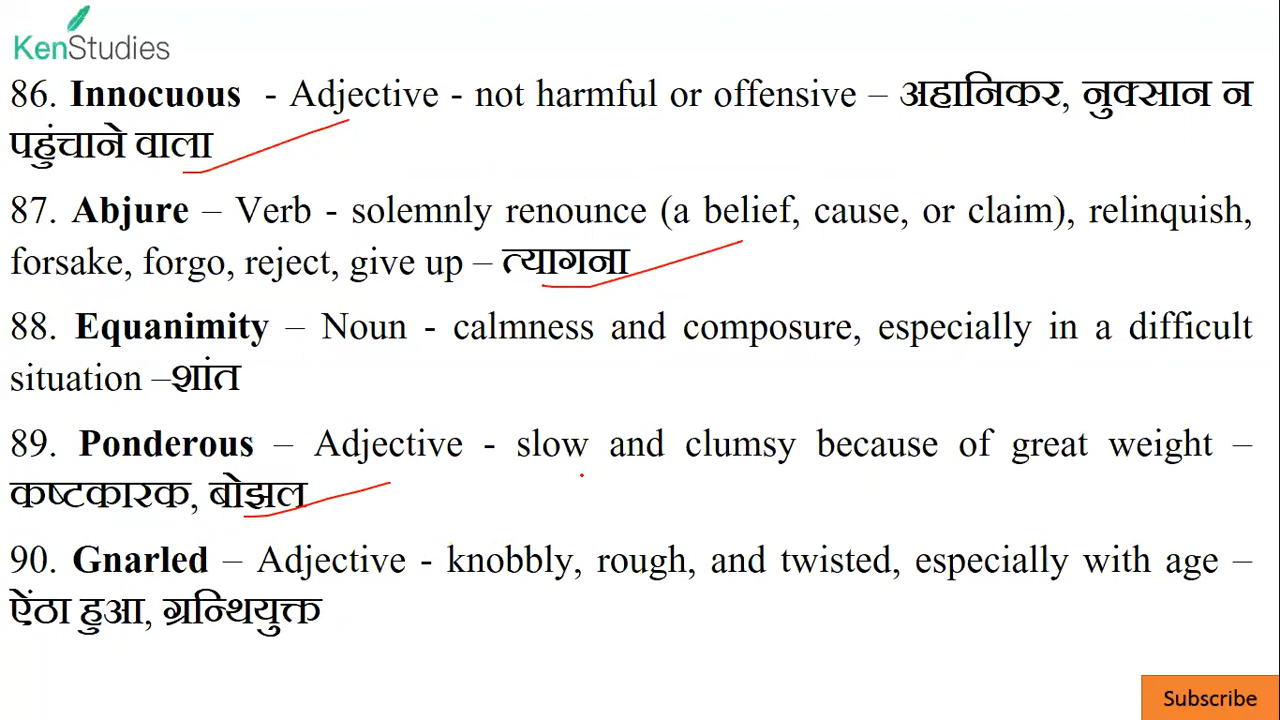 KenStudies
86. Innocuous - Adjective - not harmful or offensive – अहानिकर, नुक्सान न
पहुंचाने वाला
87. Abjure – Verb - solemnly renounce (a belief, cause, or claim), relinquish,
forsake, forgo, reject, give up – त्यागना
88. Equanimity – Noun - calmness and composure, especially in a difficult
situation –शांत
89. Ponderous – Adjective - slow and clumsy because of great weight –
कष्टकारक, बोझल
90. Gnarled – Adjective - knobbly, rough, and twisted, especially with age –
ऐंठा हुआ, ग्रन्थियुक्त
Subscribe